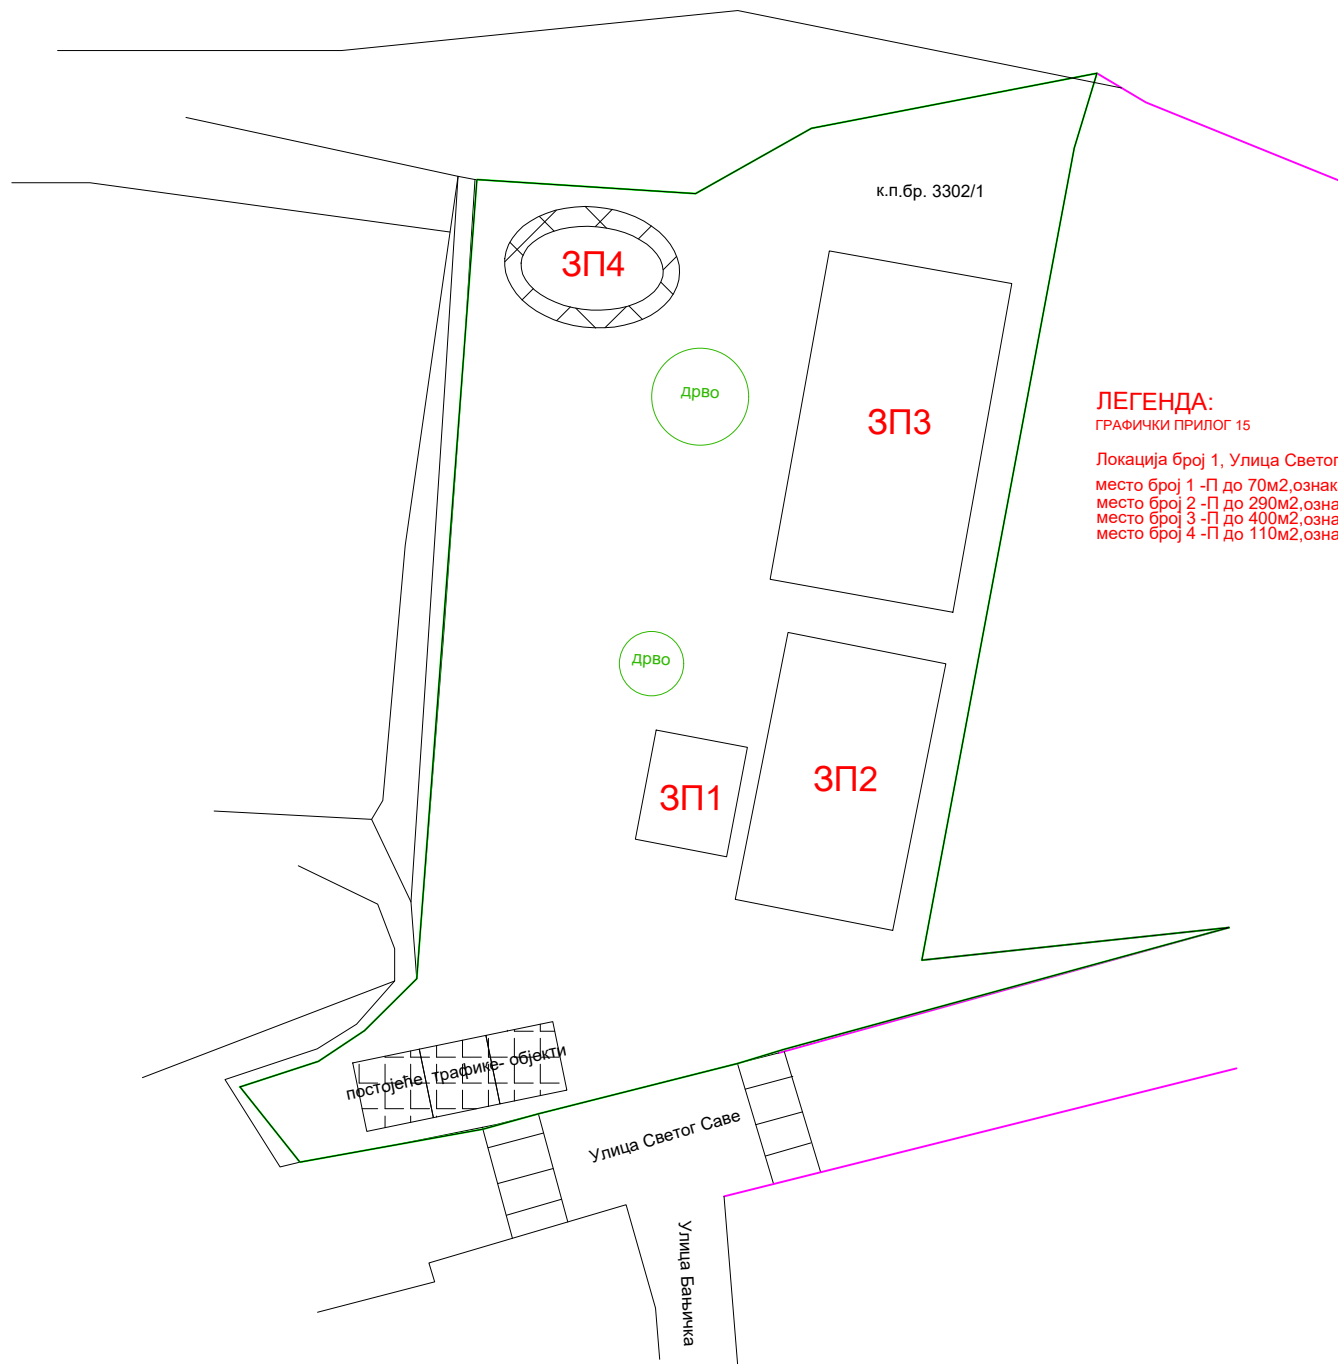 к.п.бр. 3302/1
ЗП4
дрво
ЗП3
ЛЕГЕНДА:
ГРАФИЧКИ ПРИЛОГ 15
Локација број 1, Улица Светог
место број 1 -П до 70м2,ознак
место број 2 -П до 290м2,озна
место број 3 -П до 400м2,озна
место број 4 -П до 110м2,озна
дрво
ЗП2
ЗП1
постојеће трафике- објекти
Улица Светог Саве
Улица Бањичка